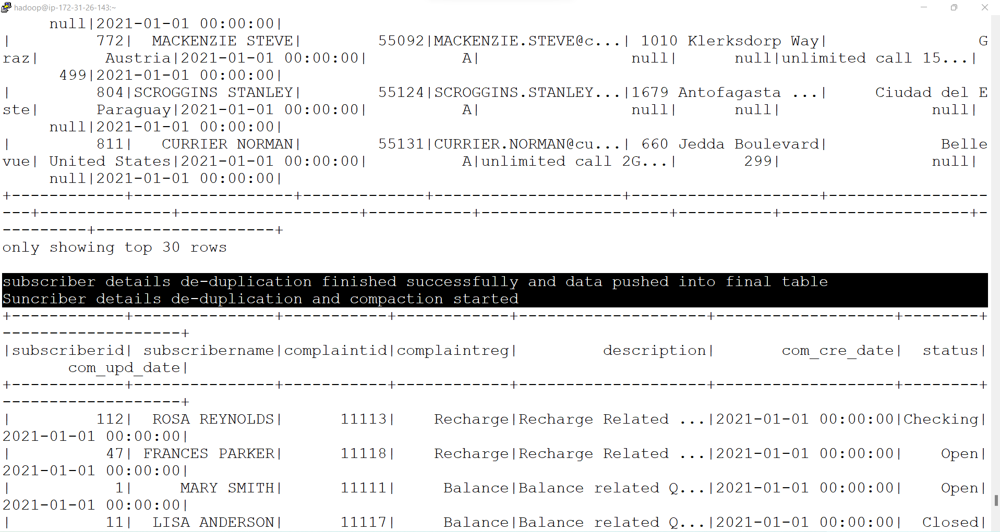 hadoop@ip-172-31-26-143:~
     null|2021-01-01 00:00:00|
|         772|  MACKENZIE STEVE|        55092|MACKENZIE.STEVE@c...| 1010 Klerksdorp Way|                G
raz|       Austria|2021-01-01 00:00:00|          A|                null|      null|unlimited call 15...|
      499|2021-01-01 00:00:00|
|         804|SCROGGINS STANLEY|        55124|SCROGGINS.STANLEY...|1679 Antofagasta ...|     Ciudad del E
ste|      Paraguay|2021-01-01 00:00:00|          A|                null|      null|                null|
     null|2021-01-01 00:00:00|
|         811|   CURRIER NORMAN|        55131|CURRIER.NORMAN@cu...| 660 Jedda Boulevard|            Belle
vue| United States|2021-01-01 00:00:00|          A|unlimited call 2G...|       299|                null|
     null|2021-01-01 00:00:00|
+------------+-----------------+-------------+--------------------+--------------------+-----------------
---+--------------+-------------------+-----------+--------------------+----------+--------------------+-
---------+-------------------+
only showing top 30 rows
subscriber details de-duplication finished successfully and data pushed into final table
Suncriber details de-duplication and compaction started
+------------+---------------+-----------+------------+--------------------+-------------------+--------+
-------------------+
|subscriberid| subscribername|complaintid|complaintreg|         description|       com_cre_date|  status|
       com_upd_date|
+------------+---------------+-----------+------------+--------------------+-------------------+--------+
-------------------+
|         112|  ROSA REYNOLDS|      11113|    Recharge|Recharge Related ...|2021-01-01 00:00:00|Checking|
2021-01-01 00:00:00|
|          47| FRANCES PARKER|      11118|    Recharge|Recharge Related ...|2021-01-01 00:00:00|    Open|
2021-01-01 00:00:00|
|           1|     MARY SMITH|      11111|     Balance|Balance related Q...|2021-01-01 00:00:00|    Open|
2021-01-01 00:00:00|
|          11|  LISA ANDERSON|      11117|     Balance|Balance related Q...|2021-01-01 00:00:00|  Closed|